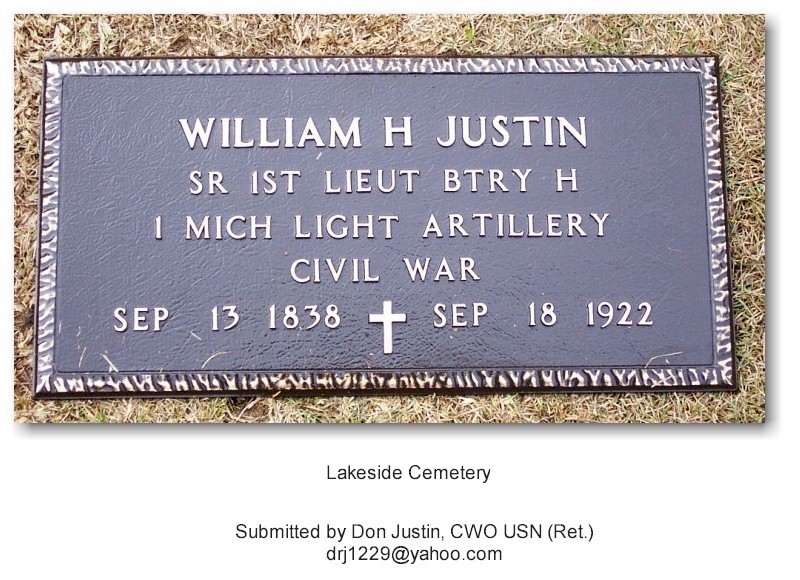 WILLIAM H JUSTIN
SR 1ST LIEUT BTRY H
1 MICH LIGHT ARTILLERY
CIVIL WAR
SEP 13 1838 SEP 18 1922
Lakeside Cemetery
Submitted by Don Justin, CWO USN (Ret.)
drj1229@yahoo.com